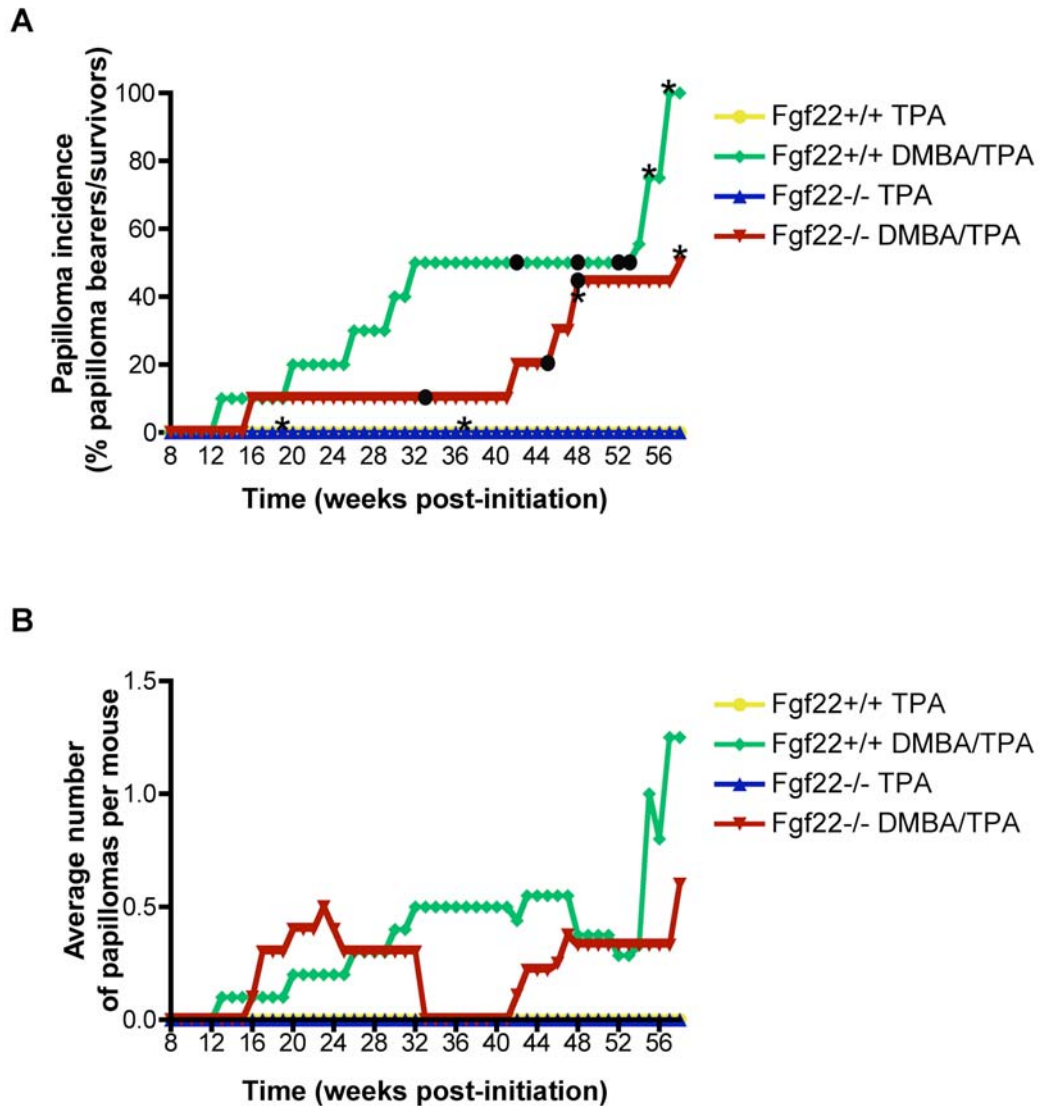 A
100
80
60
40
20
0
Papilloma incidence
(% papilloma bearers/survivors)
* * * * * *
8 12 16 20 24 28 32 36 40 44 48 52 56
Time (weeks post-initiation)
Fgf22+/+ TPA
Fgf22+/+ DMBA/TPA
Fgf22-/- TPA
Fgf22-/- DMBA/TPA
B
1.5
1.0
0.5
0.0
Average number
of papillomas per mouse
8 12 16 20 24 28 32 36 40 44 48 52 56
Time (weeks post-initiation)
Fgf22+/+ TPA
Fgf22+/+ DMBA/TPA
Fgf22-/- TPA
Fgf22-/- DMBA/TPA